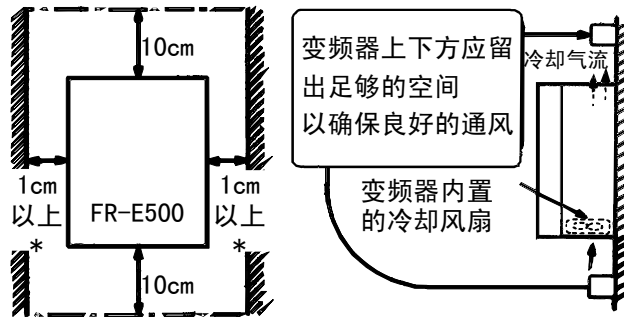 10cm
1cm
以上
*
FR-E500
1cm
以上
*
10cm
变频器上下方应留
出足够的空间
以确保良好的通风
冷却气流
变频器内置
的冷却风扇